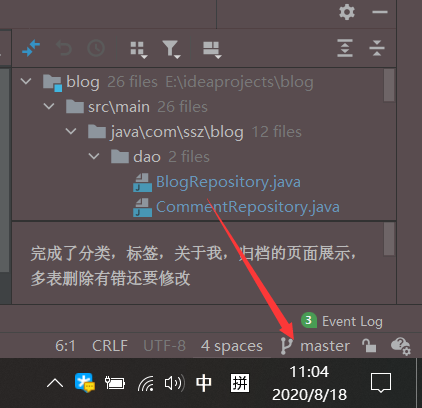 blog 26 files E:\ideaprojects\blog
src\main 26 files
java\com\ssz\blog 12 files
dao 2 files
BlogRepository.java
CommentRepository.java
完成了分类，标签，关于我，归档的页面展示，
多表删除有错还要修改
3 Event Log
6:1 CRLF UTF-8 4 spaces master
中 拼 11:04
2020/8/18